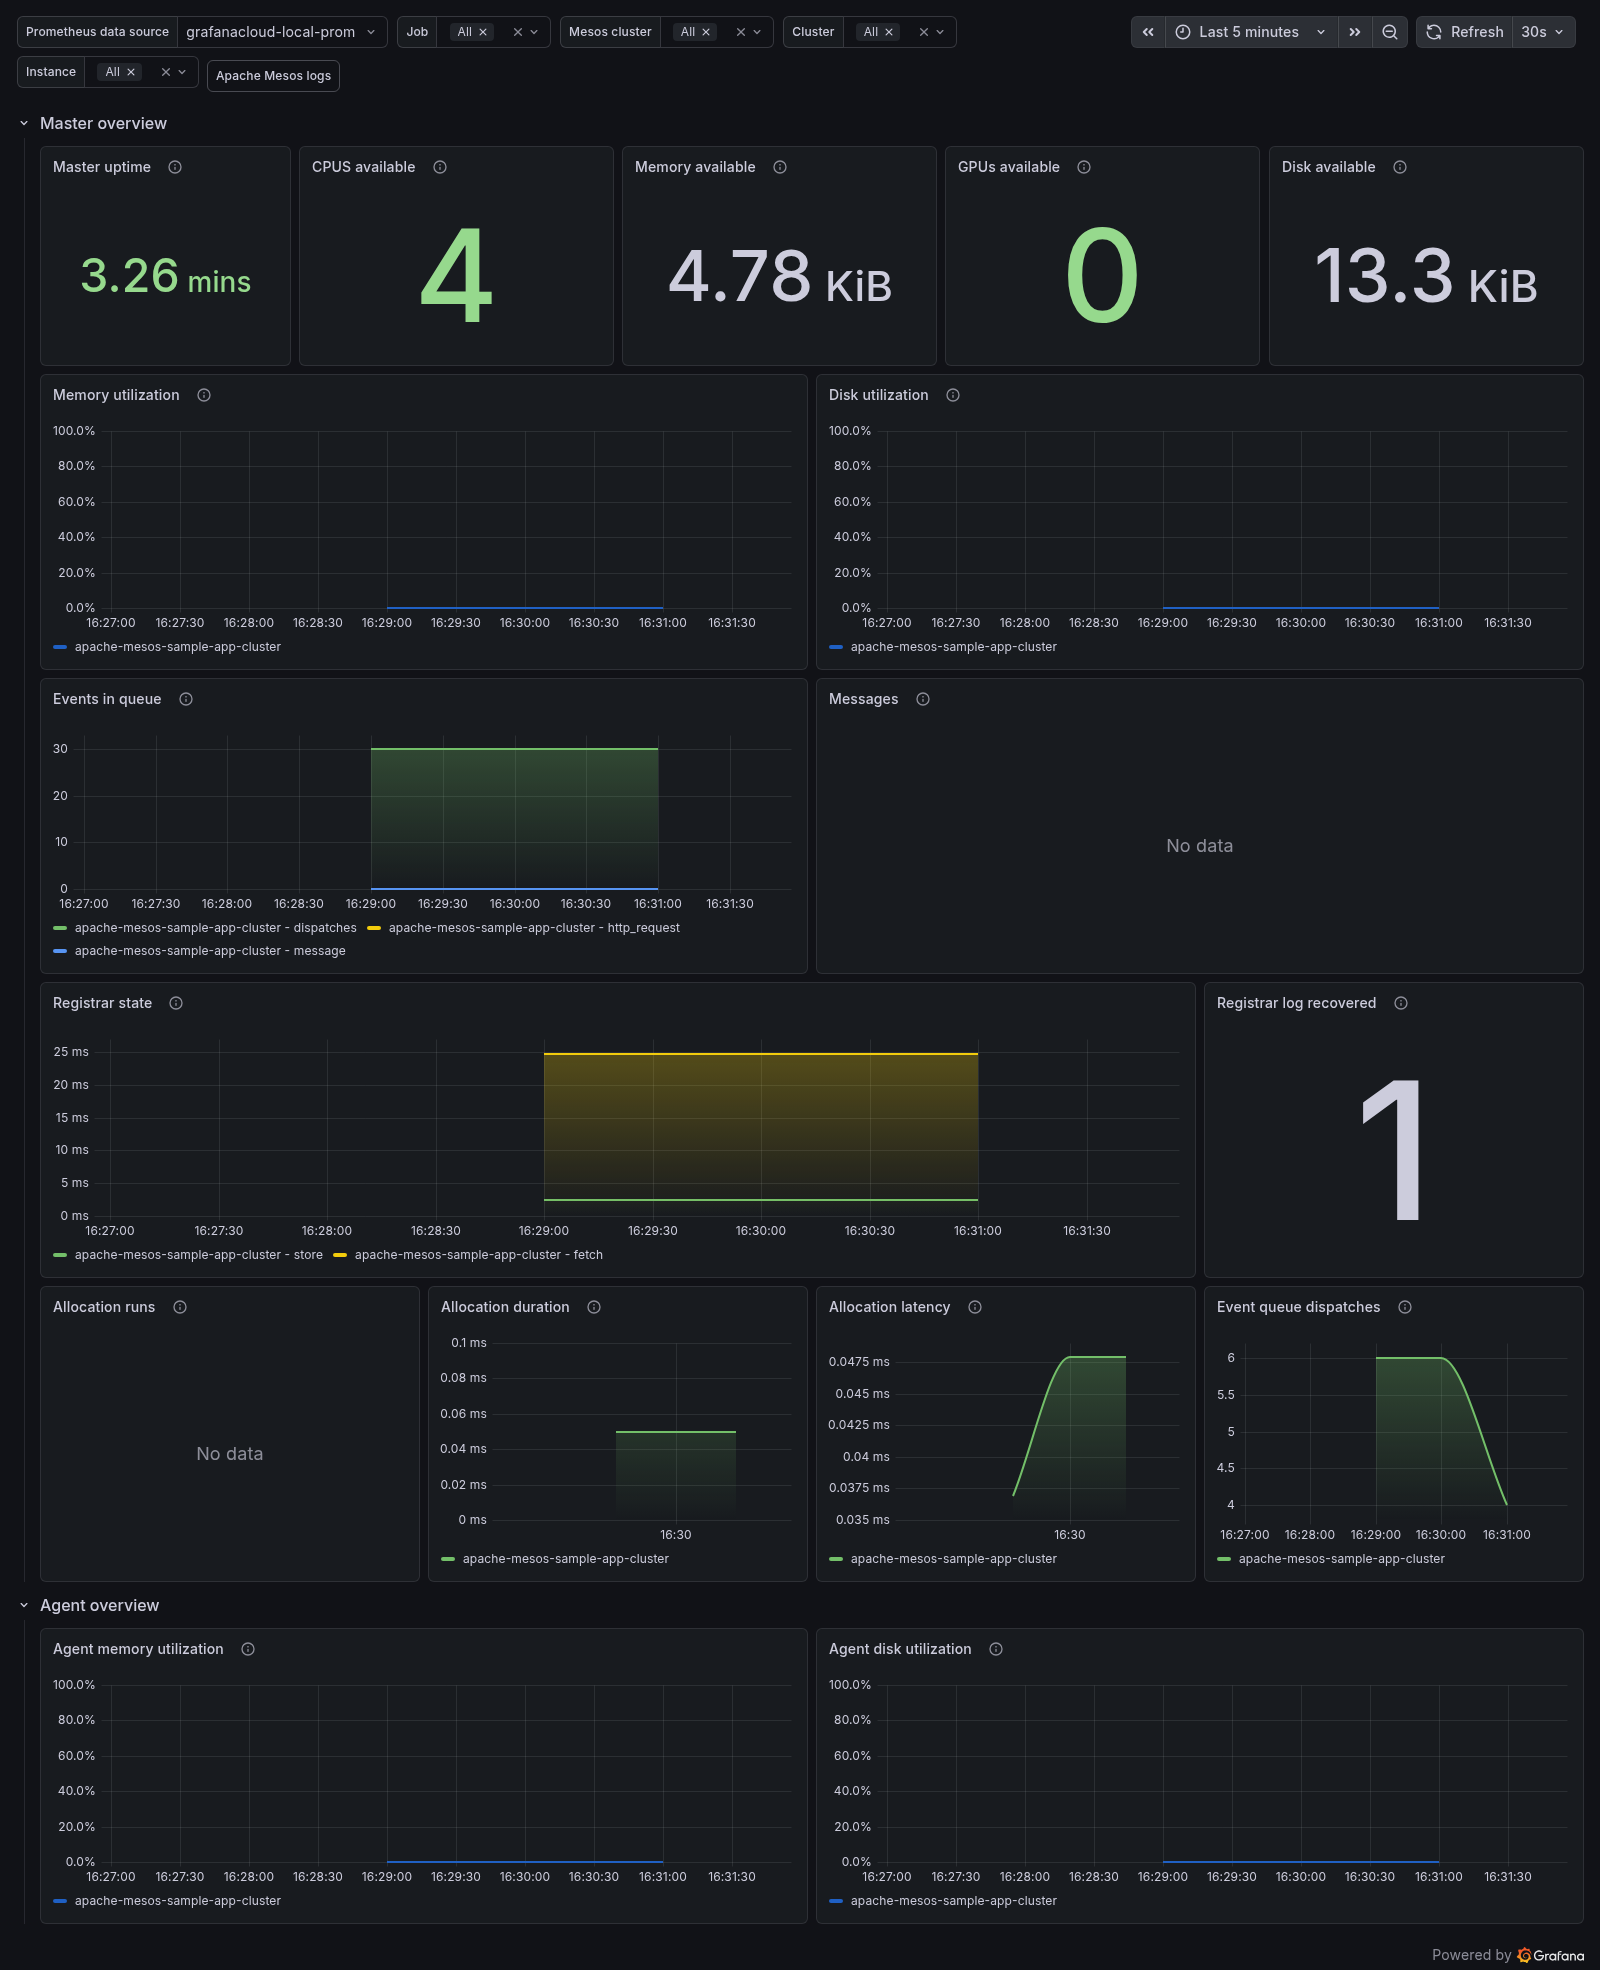 Prometheus data source grafanacloud-local-prom Job All Mesos cluster All Cluster All Last 5 minutes Refresh 30s
Instance All Apache Mesos logs
Master overview
Master uptime
3.26 mins
CPUS available
4
Memory available
4.78 KiB
GPUs available
0
Disk available
13.3 KiB
Memory utilization
100.0%
80.0%
60.0%
40.0%
20.0%
0.0%
16:27:00 16:27:30 16:28:00 16:28:30 16:29:00 16:29:30 16:30:00 16:30:30 16:31:00 16:31:30
apache-mesos-sample-app-cluster
Disk utilization
100.0%
80.0%
60.0%
40.0%
20.0%
0.0%
16:27:00 16:27:30 16:28:00 16:28:30 16:29:00 16:29:30 16:30:00 16:30:30 16:31:00 16:31:30
apache-mesos-sample-app-cluster
Events in queue
30
20
10
0
16:27:00 16:27:30 16:28:00 16:28:30 16:29:00 16:29:30 16:30:00 16:30:30 16:31:00 16:31:30
apache-mesos-sample-app-cluster - dispatches apache-mesos-sample-app-cluster - http_request
apache-mesos-sample-app-cluster - message
Messages
No data
Registrar state
25 ms
20 ms
15 ms
10 ms
5 ms
0 ms
16:27:00 16:27:30 16:28:00 16:28:30 16:29:00 16:29:30 16:30:00 16:30:30 16:31:00 16:31:30
apache-mesos-sample-app-cluster - store apache-mesos-sample-app-cluster - fetch
Registrar log recovered
1
Allocation runs
No data
Allocation duration
0.1 ms
0.08 ms
0.06 ms
0.04 ms
0.02 ms
0 ms
16:30
apache-mesos-sample-app-cluster
Allocation latency
0.0475 ms
0.045 ms
0.0425 ms
0.04 ms
0.0375 ms
0.035 ms
16:30
apache-mesos-sample-app-cluster
Event queue dispatches
6
5.5
5
4.5
4
16:27:00 16:28:00 16:29:00 16:30:00 16:31:00
apache-mesos-sample-app-cluster
Agent overview
Agent memory utilization
100.0%
80.0%
60.0%
40.0%
20.0%
0.0%
16:27:00 16:27:30 16:28:00 16:28:30 16:29:00 16:29:30 16:30:00 16:30:30 16:31:00 16:31:30
apache-mesos-sample-app-cluster
Agent disk utilization
100.0%
80.0%
60.0%
40.0%
20.0%
0.0%
16:27:00 16:27:30 16:28:00 16:28:30 16:29:00 16:29:30 16:30:00 16:30:30 16:31:00 16:31:30
apache-mesos-sample-app-cluster
Powered by Grafana